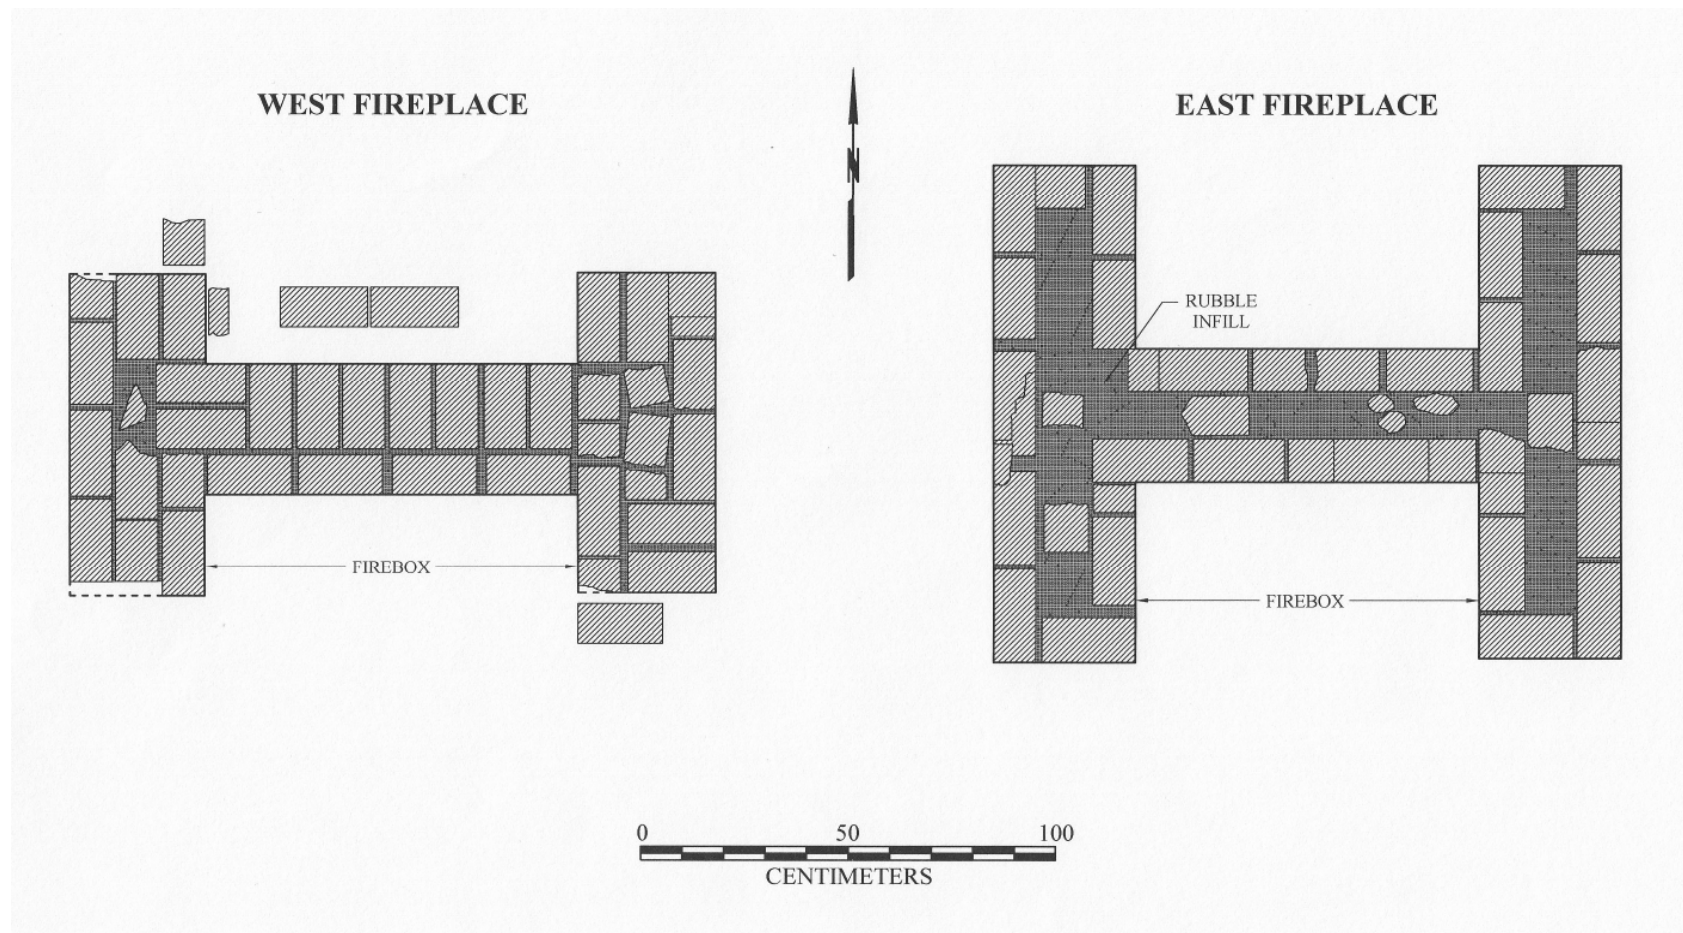 WEST FIREPLACE
EAST FIREPLACE
N
RUBBLE
INFILL
FIREBOX
FIREBOX
0 50 100
CENTIMETERS